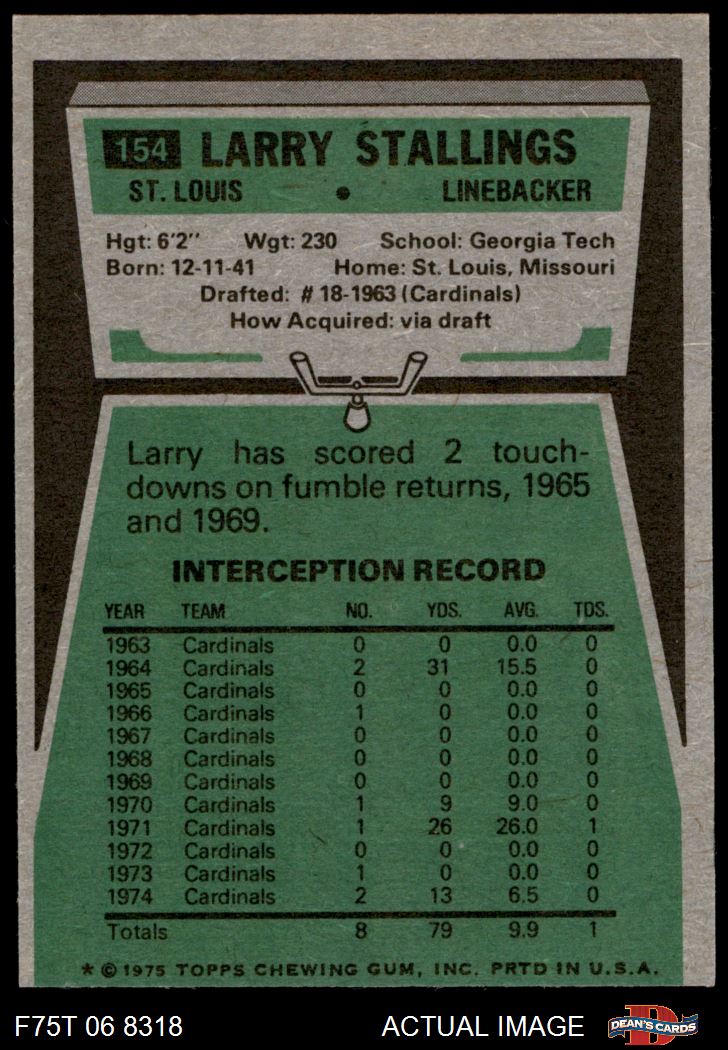 154 LARRY STALLINGS
ST. LOUIS • LINEBACKER
Hgt: 6'2" Wgt: 230 School: Georgia Tech
Born: 12-11-41 Home: St. Louis, Missouri
Drafted: #18-1963 (Cardinals)
How Acquired: via draft
Larry has scored 2 touch-
downs on fumble returns, 1965
and 1969.
INTERCEPTION RECORD
YEAR TEAM NO. YDS. AVG. TDS.
1963 Cardinals 0 0 0.0 0
1964 Cardinals 2 31 15.5 0
1965 Cardinals 0 0 0.0 0
1966 Cardinals 1 0 0.0 0
1967 Cardinals 0 0 0.0 0
1968 Cardinals 0 0 0.0 0
1969 Cardinals 0 0 0.0 0
1970 Cardinals 1 9 9.0 0
1971 Cardinals 1 26 26.0 1
1972 Cardinals 0 0 0.0 0
1973 Cardinals 1 0 0.0 0
1974 Cardinals 2 13 6.5 0
Totals 8 79 9.9 1
* © 1975 TOPPS CHEWING GUM, INC. PRTD IN U.S.A.
F75T 06 8318 ACTUAL IMAGE D DEAN'S CARDS